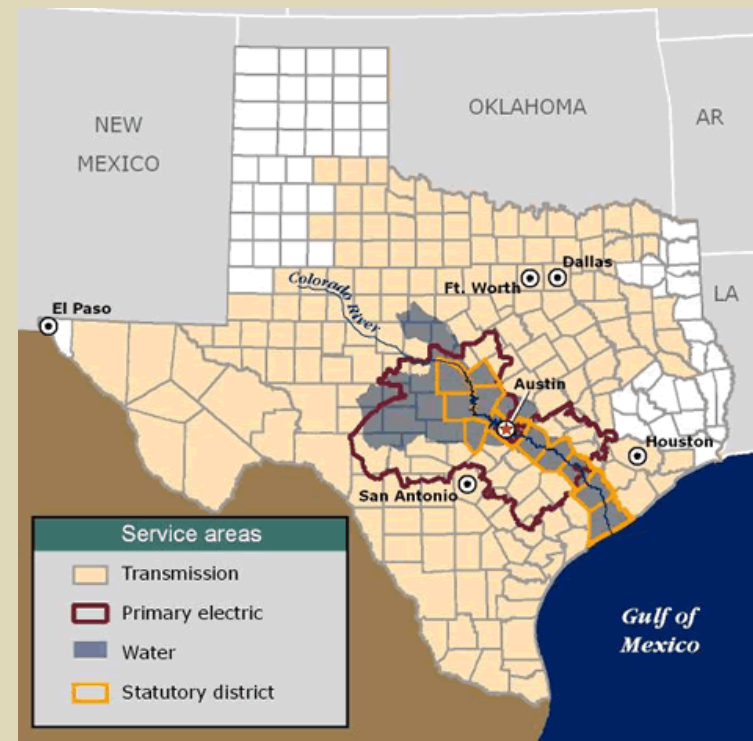 NEW
MEXICO
OKLAHOMA
AR
Colorado River
Ft. Worth
Dallas
LA
El Paso
Austin
Houston
San Antonio
Service areas
Transmission
Primary electric
Water
Statutory district
Gulf of
Mexico